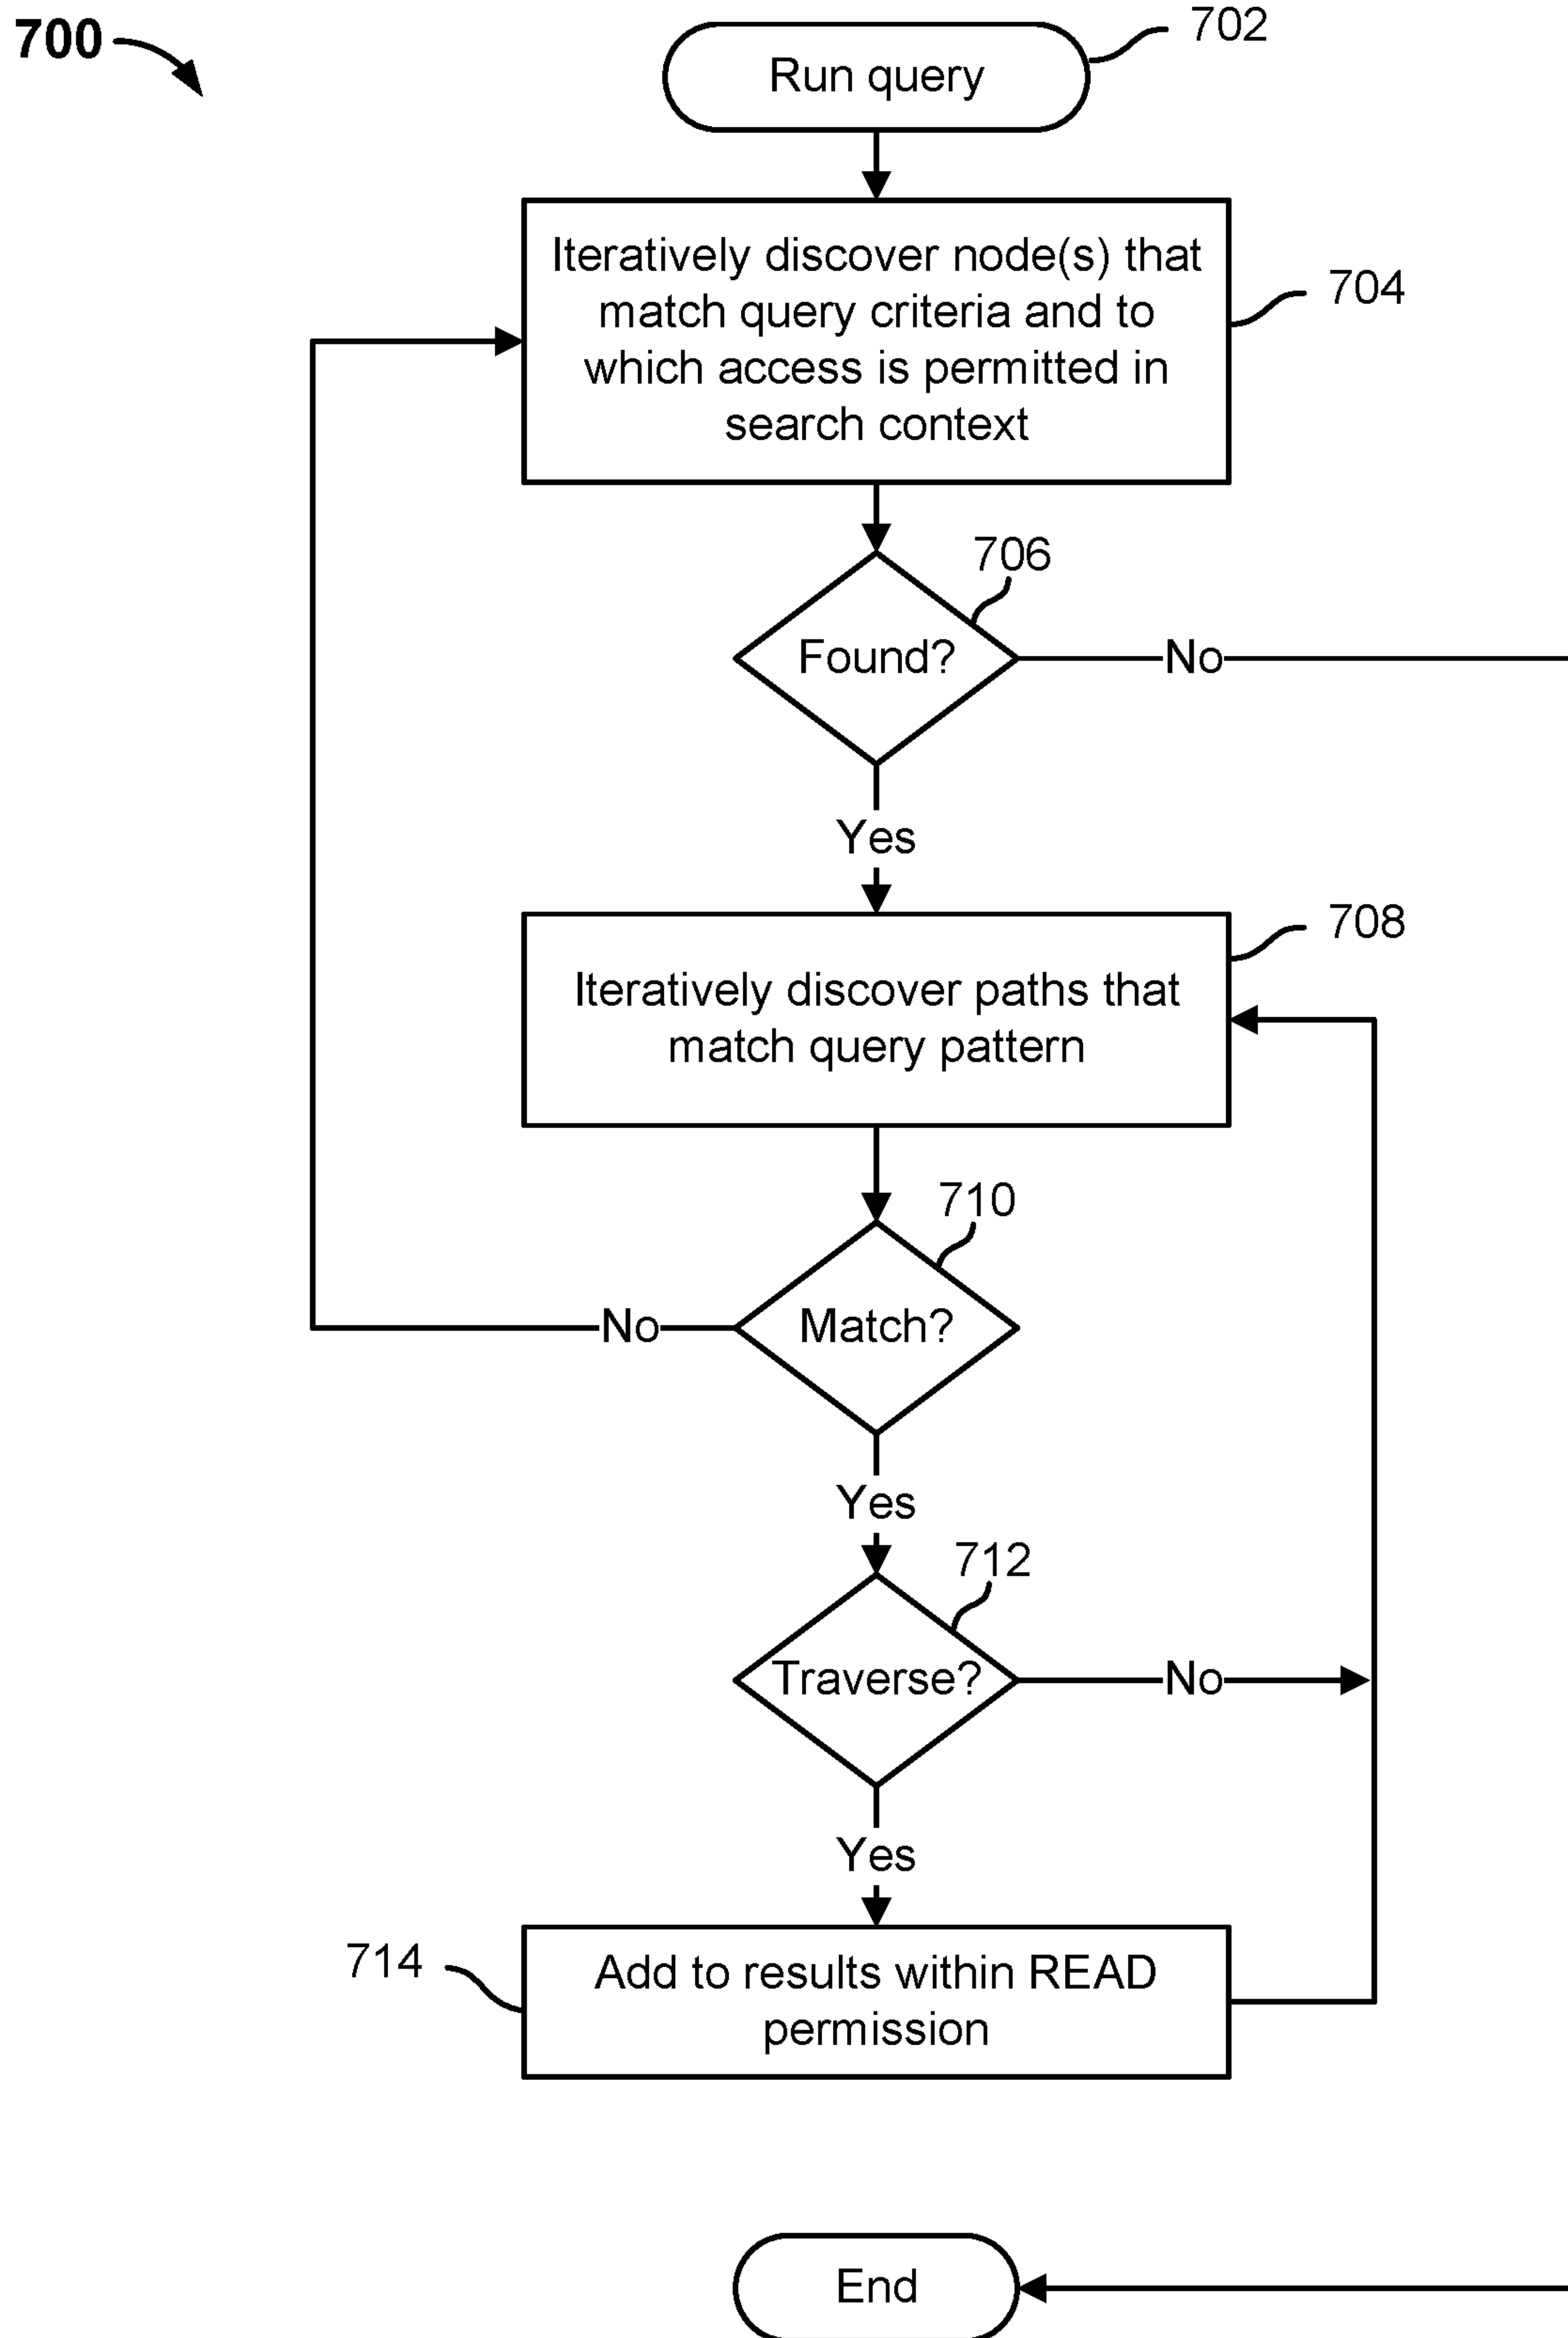 700
702
Run query
Iteratively discover node(s) that
match query criteria and to
which access is permitted in
search context
704
706
Found?
No
Yes
708
Iteratively discover paths that
match query pattern
710
Match?
No
Yes
712
Traverse?
No
Yes
714
Add to results within READ
permission
End